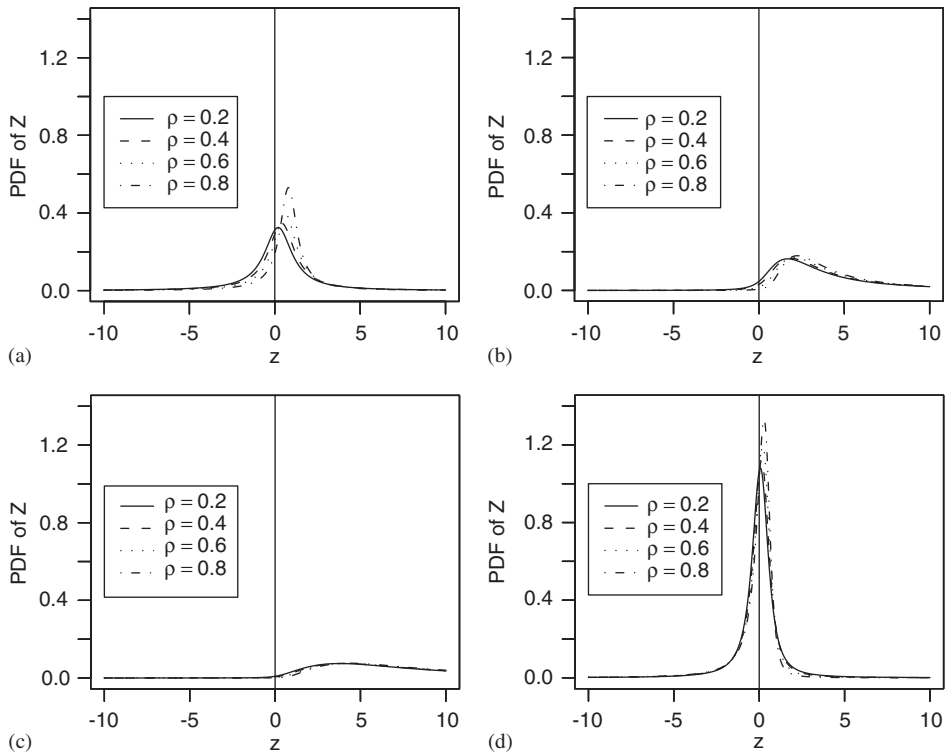 1.2
0.8
0.4
0.0
PDF of Z
ρ = 0.2
ρ = 0.4
ρ = 0.6
ρ = 0.8
-10 -5 0 5 10
z
(a)
1.2
0.8
0.4
0.0
PDF of Z
ρ = 0.2
ρ = 0.4
ρ = 0.6
ρ = 0.8
-10 -5 0 5 10
z
(b)
1.2
0.8
0.4
0.0
PDF of Z
ρ = 0.2
ρ = 0.4
ρ = 0.6
ρ = 0.8
-10 -5 0 5 10
z
(c)
1.2
0.8
0.4
0.0
PDF of Z
ρ = 0.2
ρ = 0.4
ρ = 0.6
ρ = 0.8
-10 -5 0 5 10
z
(d)